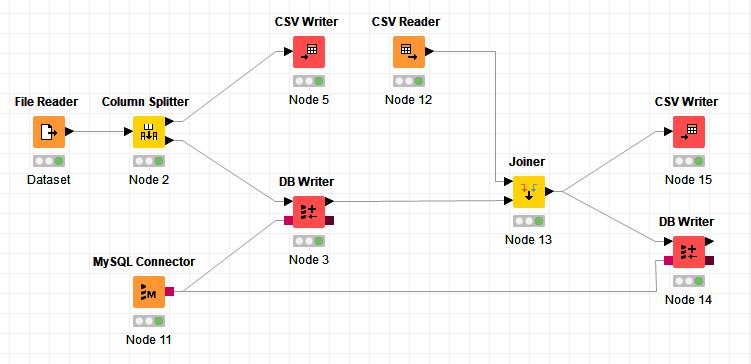 CSV Writer
CSV Reader
Node 5
Node 12
File Reader
Column Splitter
CSV Writer
Dataset
Node 2
Joiner
Node 15
DB Writer
DB Writer
Node 13
MySQL Connector
Node 3
M
Node 14
Node 11